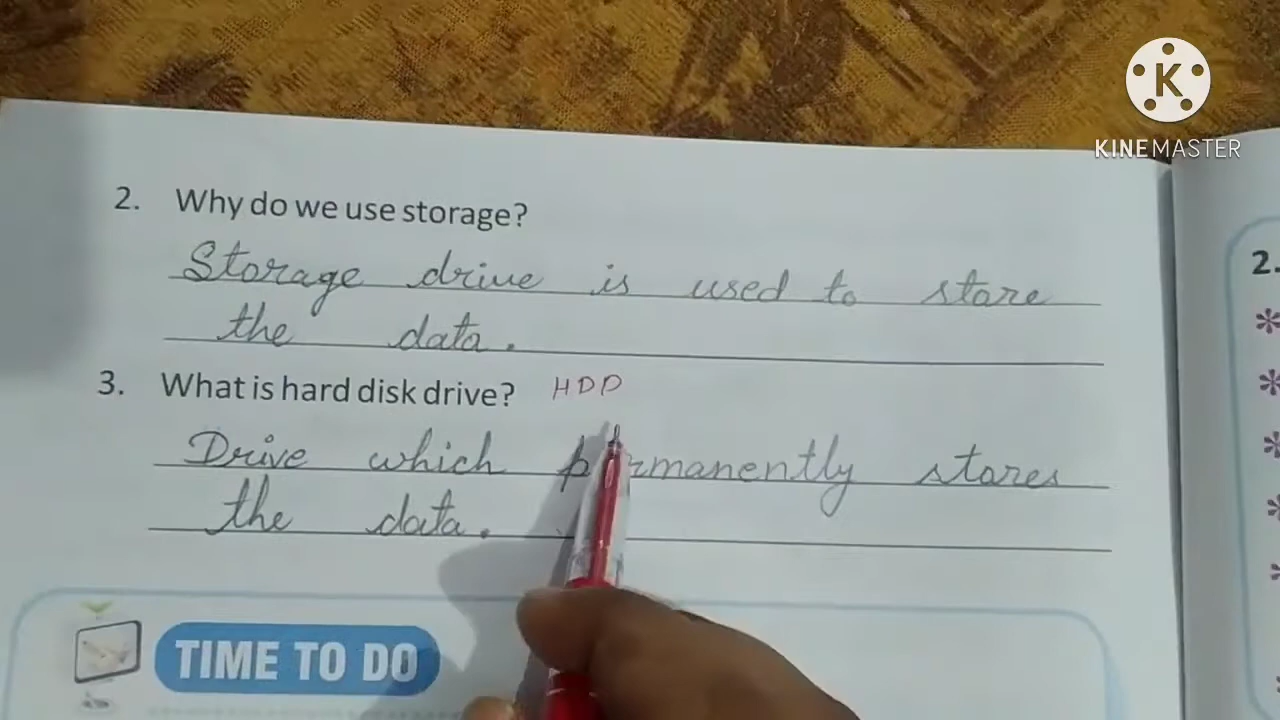 K
KINEMASTER
2. Why do we use storage?
Storage drive is used to store
the data.
3. What is hard disk drive? HDD
Drive which permanently stores
the data.
TIME TO DO
2.